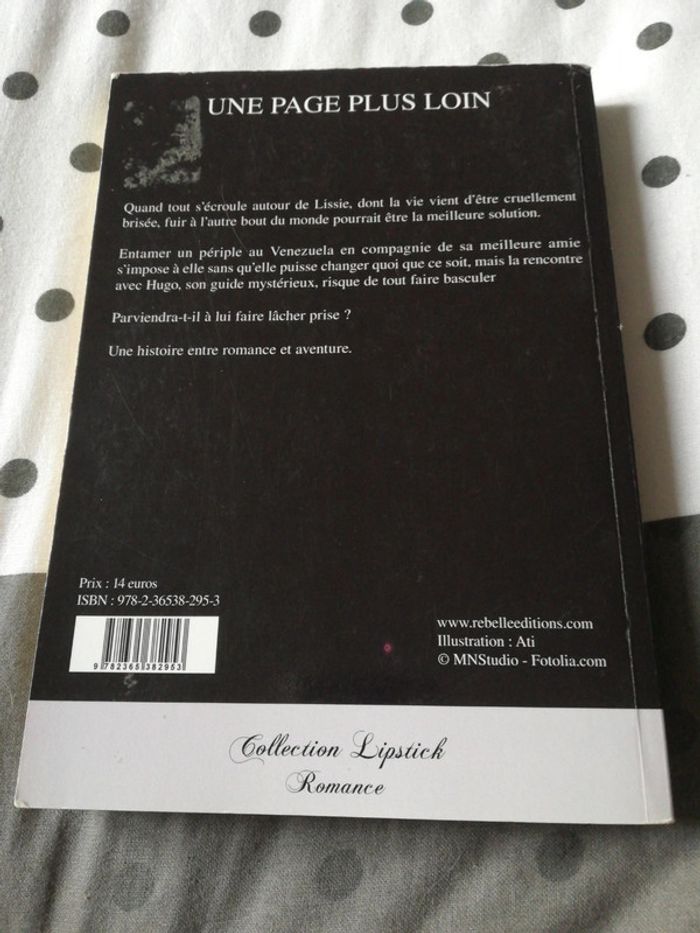 UNE PAGE PLUS LOIN
Quand tout s'écroule autour de Lissie, dont la vie vient d'être cruellement
brisée, fuir à l'autre bout du monde pourrait être la meilleure solution.
Entamer un périple au Venezuela en compagnie de sa meilleure amie
s'impose à elle sans qu'elle puisse changer quoi que ce soit, mais la rencontre
avec Hugo, son guide mystérieux, risque de tout faire basculer
Parviendra-t-il à lui faire lâcher prise ?
Une histoire entre romance et aventure.
Prix : 14 euros
ISBN : 978-2-36538-295-3
9 782365 382953
www.rebelleeditions.com
Illustration : Ati
© MNStudio - Fotolia.com
Collection Lipstick
Romance